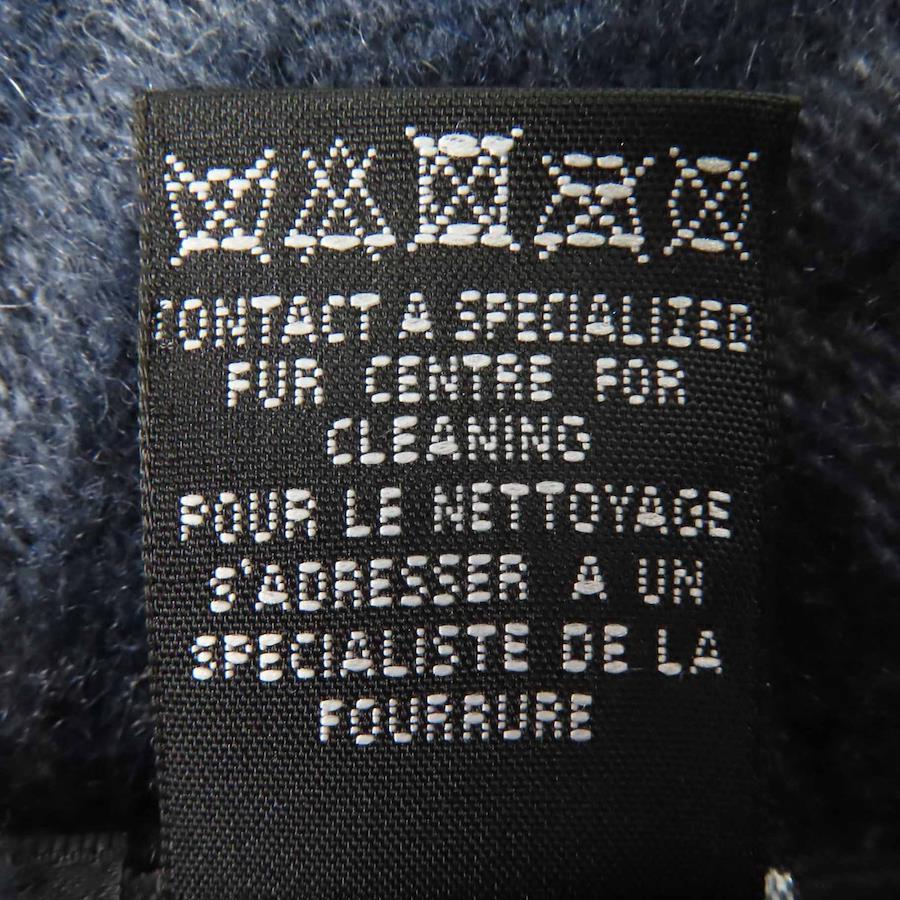 CONTACT A SPECIALIZED
FUR CENTRE FOR
CLEANING
POUR LE NETTOYAGE
S'ADRESSER A UN
SPECIALISTE DE LA
FOURRURE